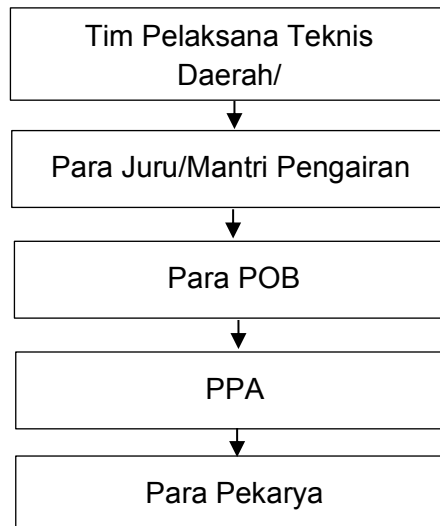 Tim Pelaksana Teknis
Daerah/
Para Juru/Mantri Pengairan
Para POB
PPA
Para Pekarya